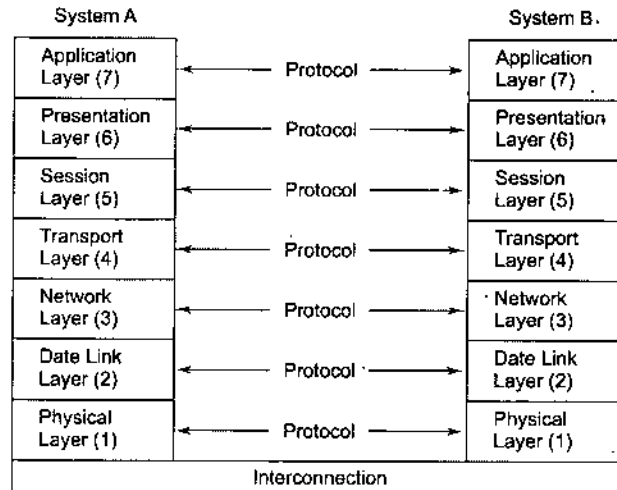 System A
System B
Application
Layer (7)
Protocol
Application
Layer (7)
Presentation
Layer (6)
Protocol
Presentation
Layer (6)
Session
Layer (5)
Protocol
Session
Layer (5)
Transport
Layer (4)
Protocol
Transport
Layer (4)
Network
Layer (3)
Protocol
Network
Layer (3)
Date Link
Layer (2)
Protocol
Date Link
Layer (2)
Physical
Layer (1)
Protocol
Physical
Layer (1)
Interconnection